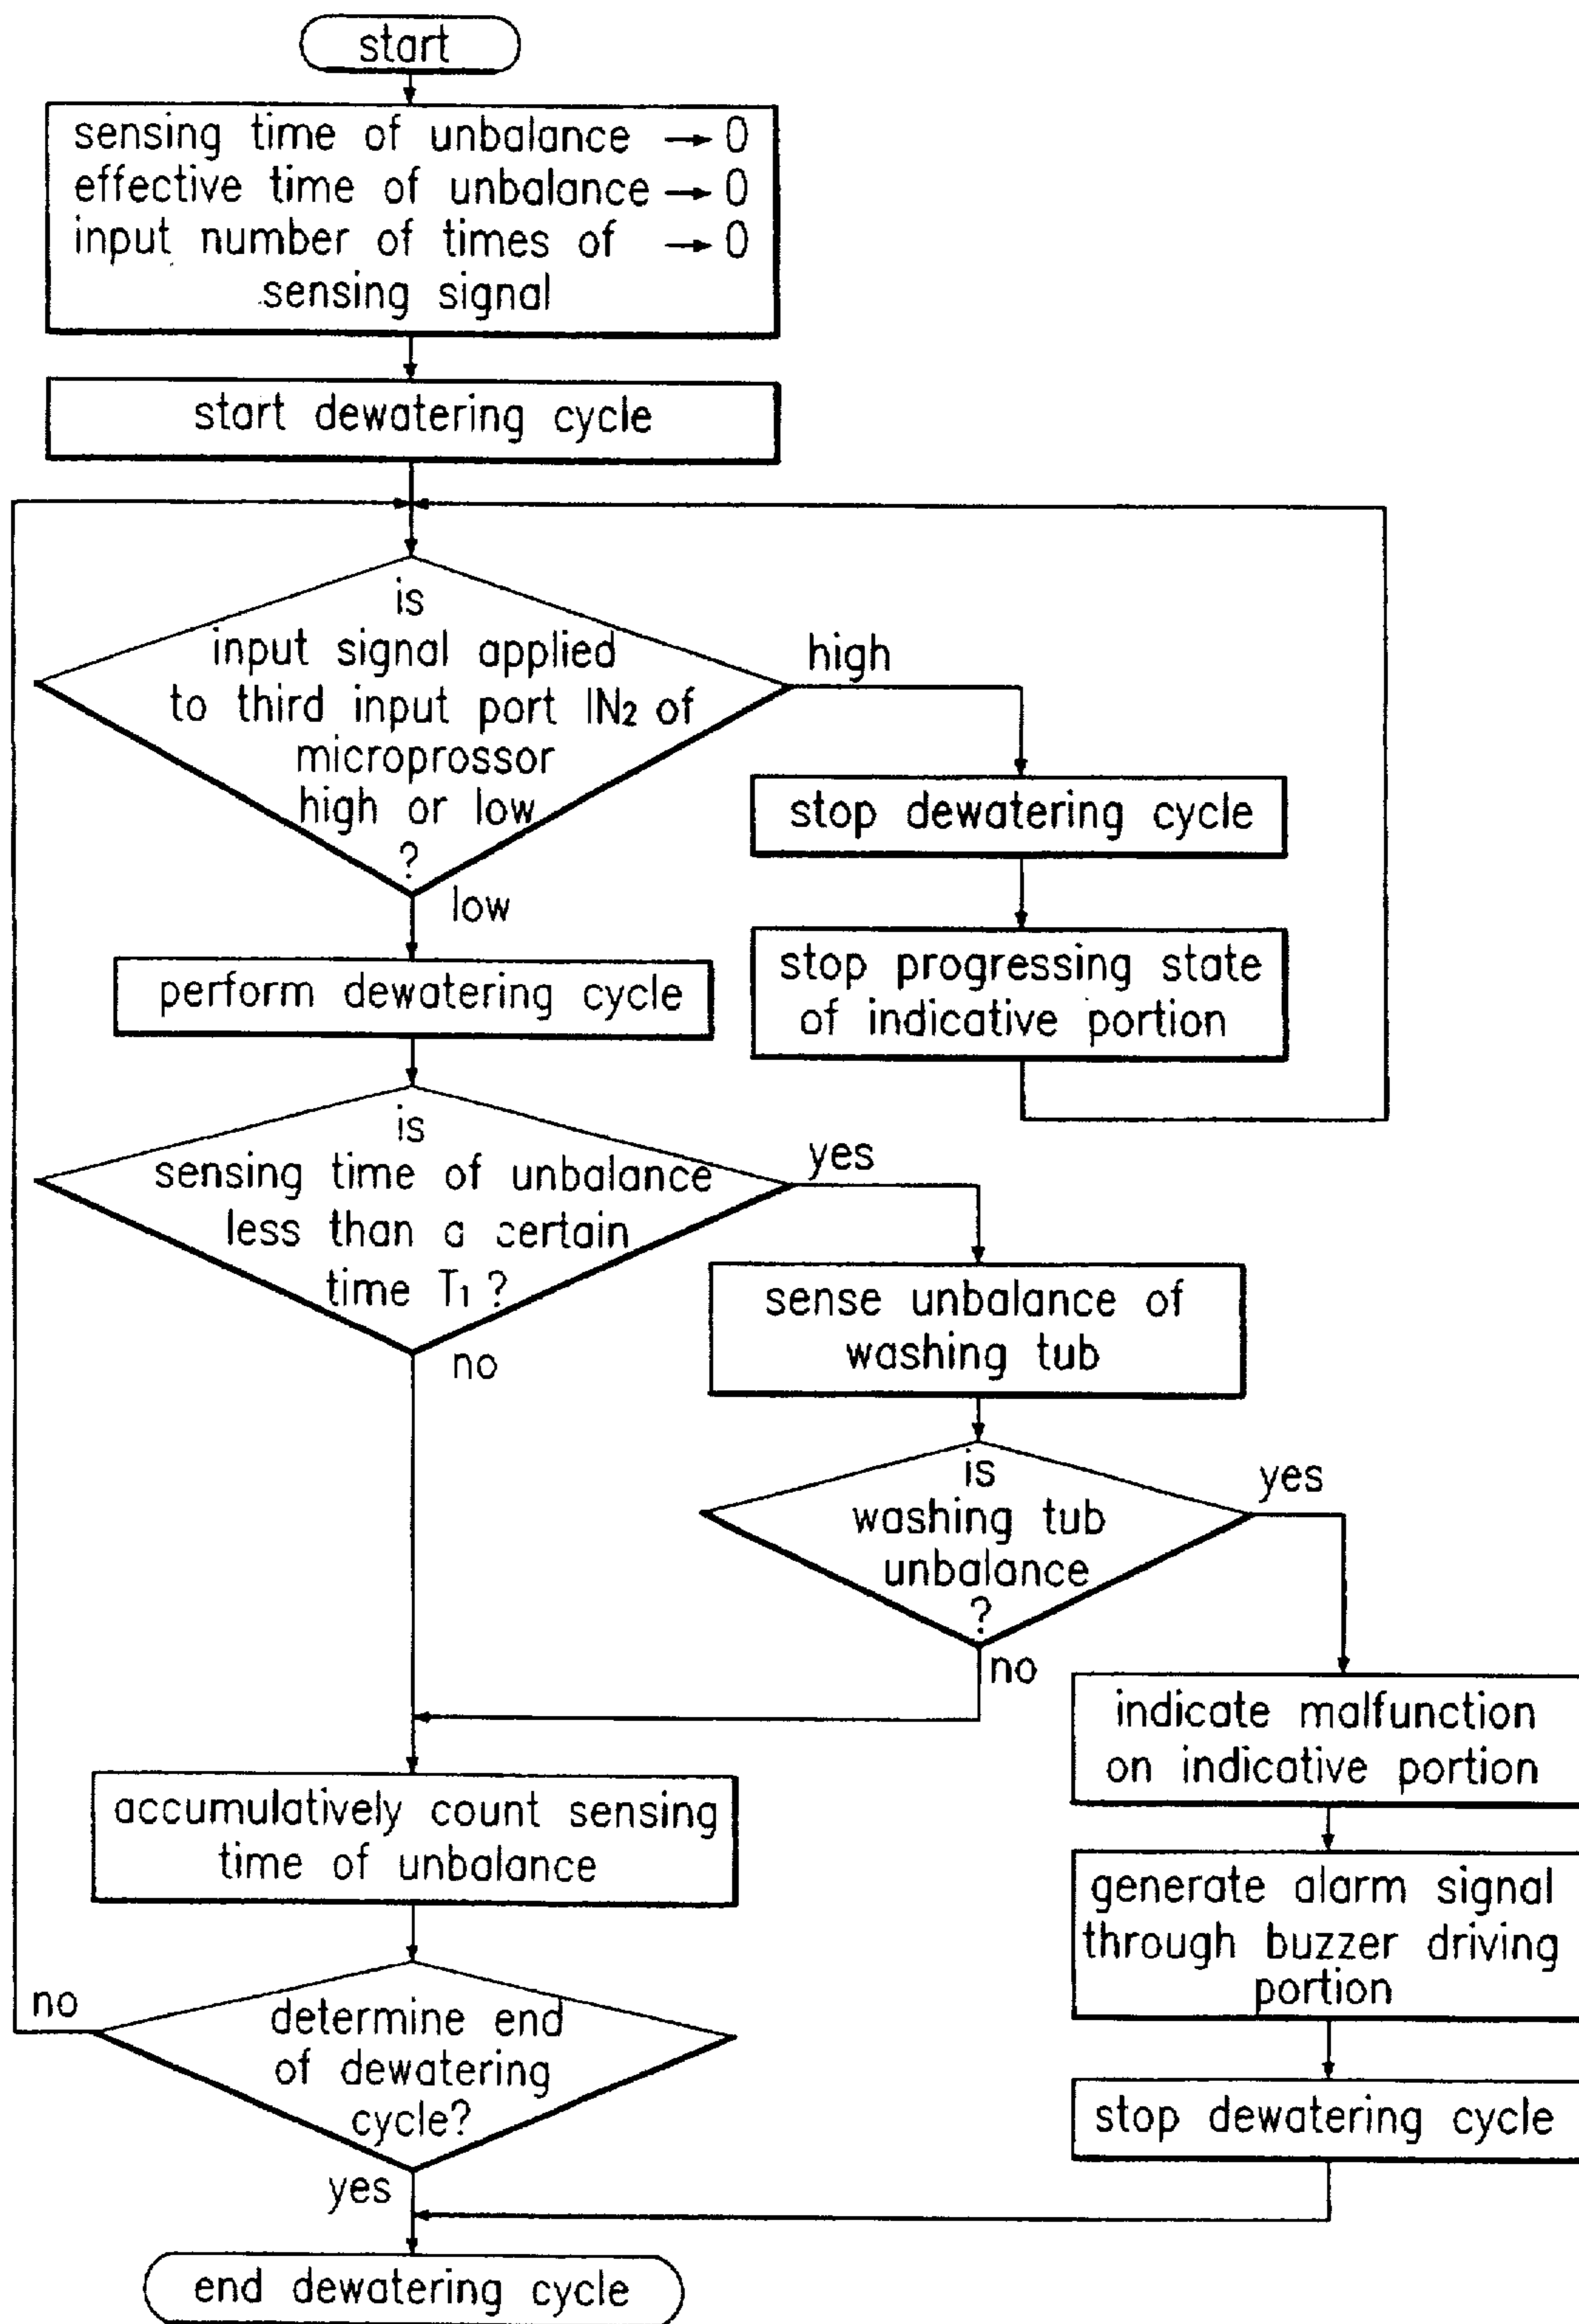 start
sensing time of unbalance → 0
effective time of unbalance → 0
input number of times of → 0
sensing signal
start dewatering cycle
is
input signal applied
to third input port IN2 of
microprossor
high or low
?
high
low
stop dewatering cycle
stop progressing state
of indicative portion
perform dewatering cycle
is
sensing time of unbalance
less than a certain
time T1 ?
yes
no
sense unbalance of
washing tub
is
washing tub
unbalance
?
yes
no
indicate malfunction
on indicative portion
generate alarm signal
through buzzer driving
portion
stop dewatering cycle
accumulatively count sensing
time of unbalance
determine end
of dewatering
cycle?
no
yes
end dewatering cycle